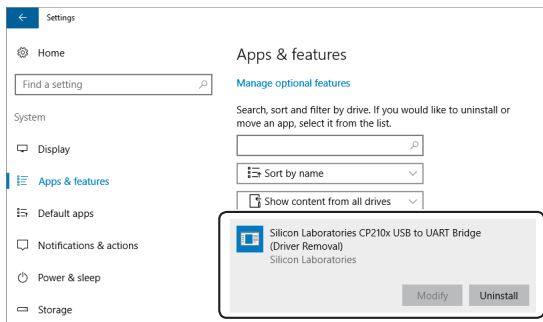 Settings
Home
Find a setting
System
Display
Apps & features
Default apps
Notifications & actions
Power & sleep
Storage
Apps & features
Manage optional features
Search, sort and filter by drive. If you would like to uninstall or
move an app, select it from the list.
Sort by name
Show content from all drives
Silicon Laboratories CP210x USB to UART Bridge
(Driver Removal)
Silicon Laboratories
Modify
Uninstall